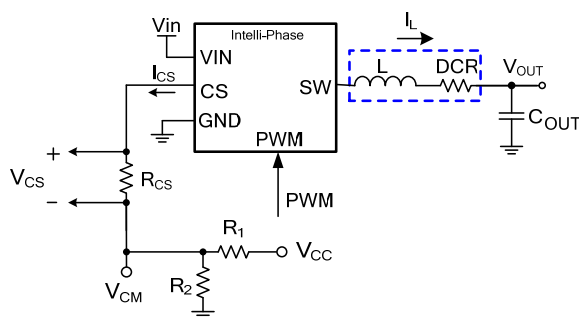 Intelli-Phase
Vin
VIN
ICS
CS
GND
PWM
SW
IL
L
DCR
VOUT
COUT
+
VCS
−
RCS
PWM
R1
VCC
R2
VCM